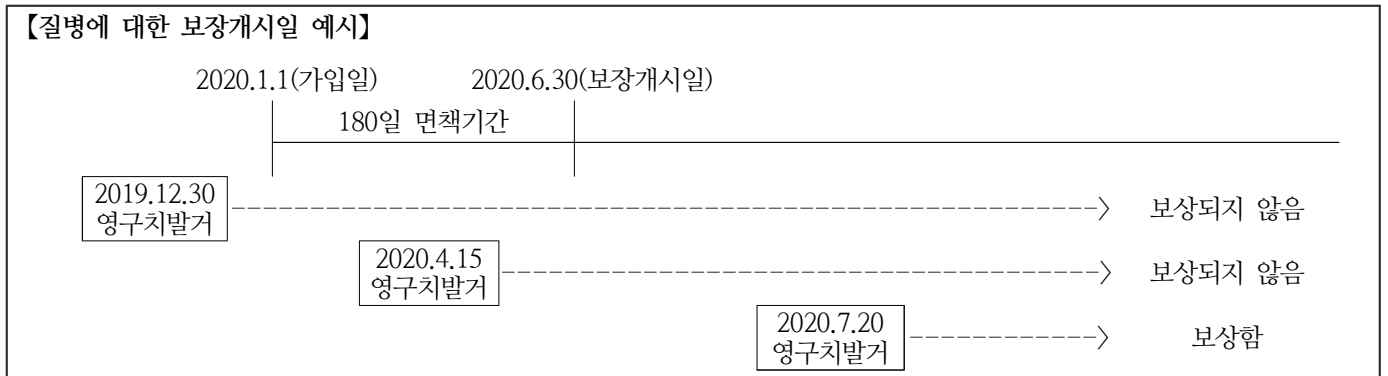 【질병에 대한 보장개시일 예시】
2020.1.1(가입일) 2020.6.30(보장개시일)
180일 면책기간
2019.12.30
영구치발거
보상되지 않음
2020.4.15
영구치발거
보상되지 않음
2020.7.20
영구치발거
보상함